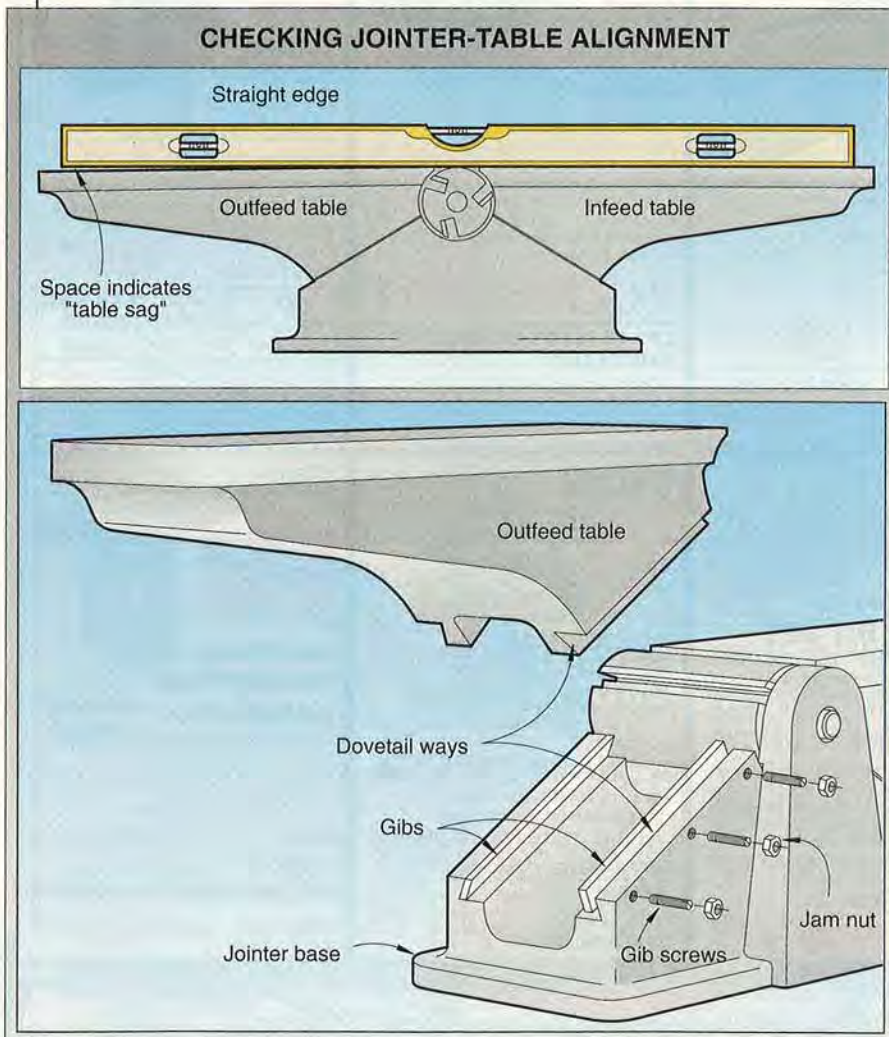 CHECKING JOINTER-TABLE ALIGNMENT
Straight edge
Outfeed table
Infeed table
Space indicates
"table sag"
Outfeed table
Dovetail ways
Gibs
Jam nut
Jointer base
Gib screws